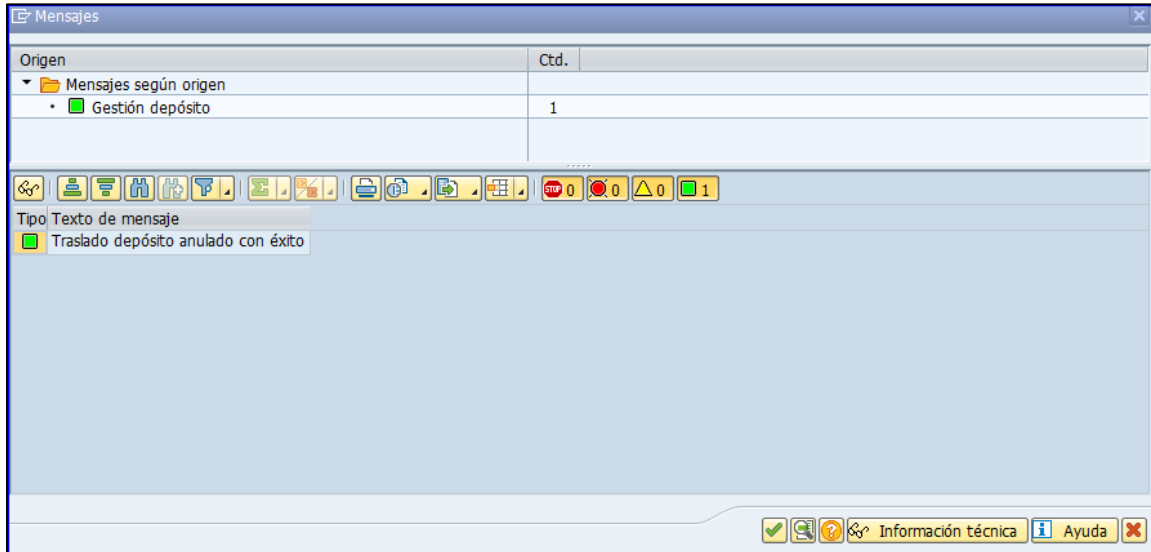 Mensajes
Origen Ctd.
Mensajes según origen
Gestión depósito 1
STOP 0 0 0 1
Tipo Texto de mensaje
Traslado depósito anulado con éxito
Información técnica Ayuda